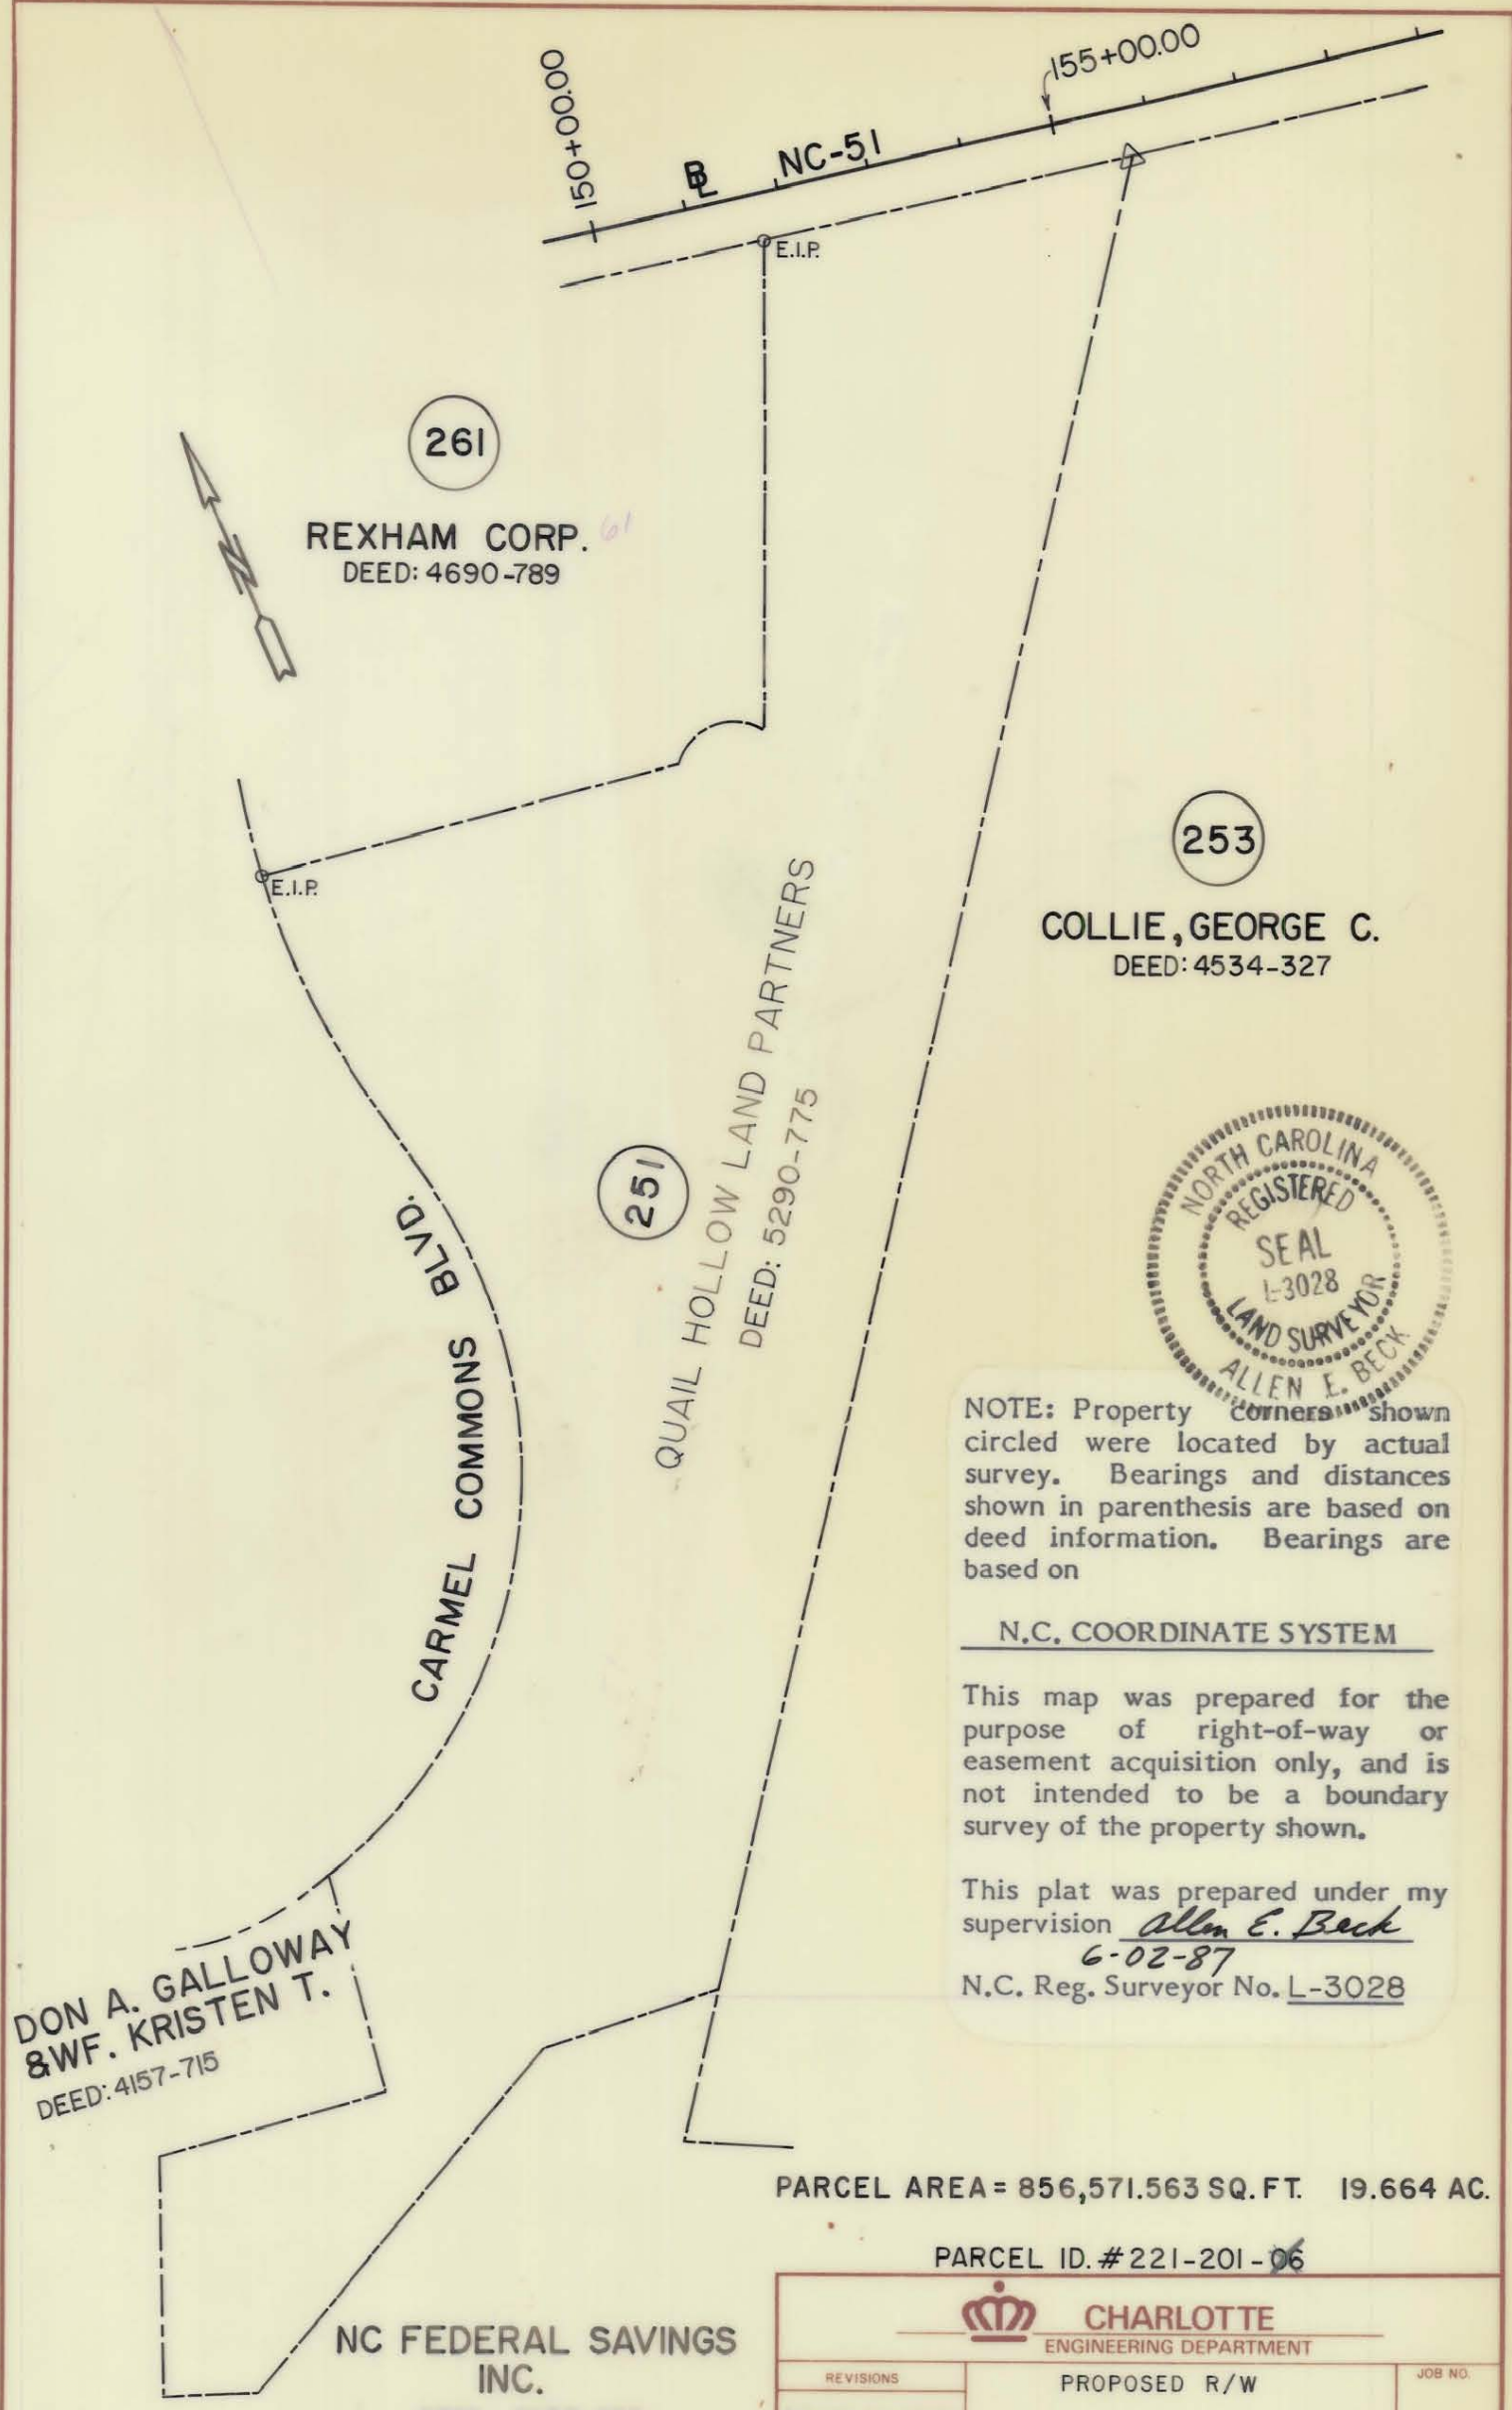 150+00.00
155+00.00
BL NC-51
E.I.P.
261
REXHAM CORP. 61
DEED: 4690-789
N
E.I.P.
253
COLLIE, GEORGE C.
DEED: 4534-327
251
QUAIL HOLLOW LAND PARTNERS
DEED: 5290-775
CARMEL COMMONS BLVD.
NORTH CAROLINA
REGISTERED
SEAL
L-3028
LAND SURVEYOR
ALLEN E. BECK
NOTE: Property corners shown
circled were located by actual
survey. Bearings and distances
shown in parenthesis are based on
deed information. Bearings are
based on
N.C. COORDINATE SYSTEM
This map was prepared for the
purpose of right-of-way or
easement acquisition only, and is
not intended to be a boundary
survey of the property shown.
This plat was prepared under my
supervision Allen E. Beck
6-02-87
N.C. Reg. Surveyor No. L-3028
DON A. GALLOWAY
&WF. KRISTEN T.
DEED: 4157-715
PARCEL AREA = 856,571.563 SQ. FT. 19.664 AC.
PARCEL ID. # 221-201-06
NC FEDERAL SAVINGS
INC.
CHARLOTTE
ENGINEERING DEPARTMENT
REVISIONS
PROPOSED R/W
JOB NO.